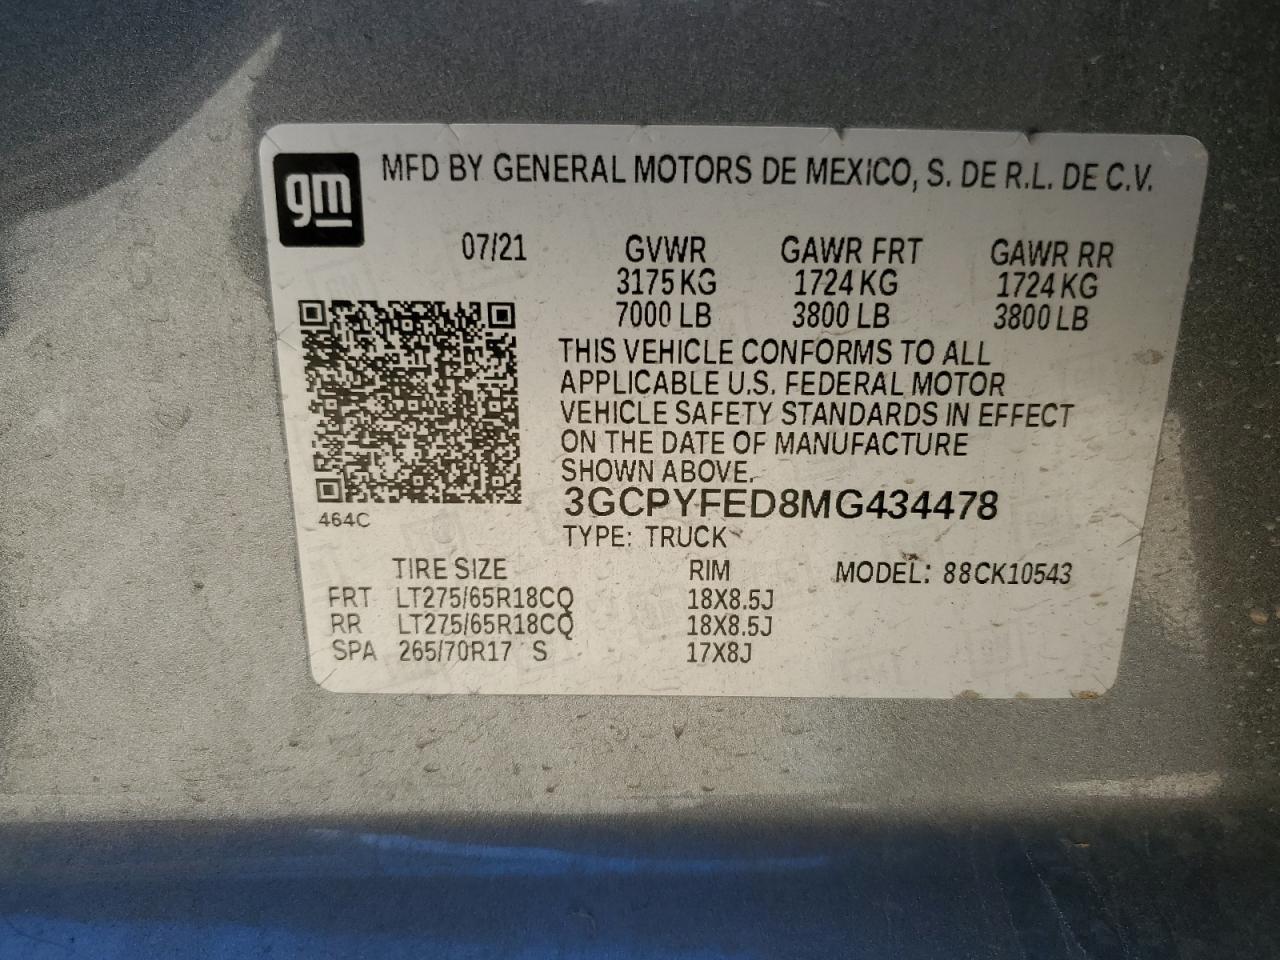 gm
MFD BY GENERAL MOTORS DE MEXICO, S. DE R.L. DE C.V.
07/21 GVWR GAWR FRT GAWR RR
3175 KG 1724 KG 1724 KG
7000 LB 3800 LB 3800 LB
THIS VEHICLE CONFORMS TO ALL
APPLICABLE U.S. FEDERAL MOTOR
VEHICLE SAFETY STANDARDS IN EFFECT
ON THE DATE OF MANUFACTURE
SHOWN ABOVE.
3GCPYFED8MG434478
464C
TYPE: TRUCK
TIRE SIZE RIM MODEL: 88CK10543
FRT LT275/65R18CQ 18X8.5J
RR LT275/65R18CQ 18X8.5J
SPA 265/70R17 S 17X8J